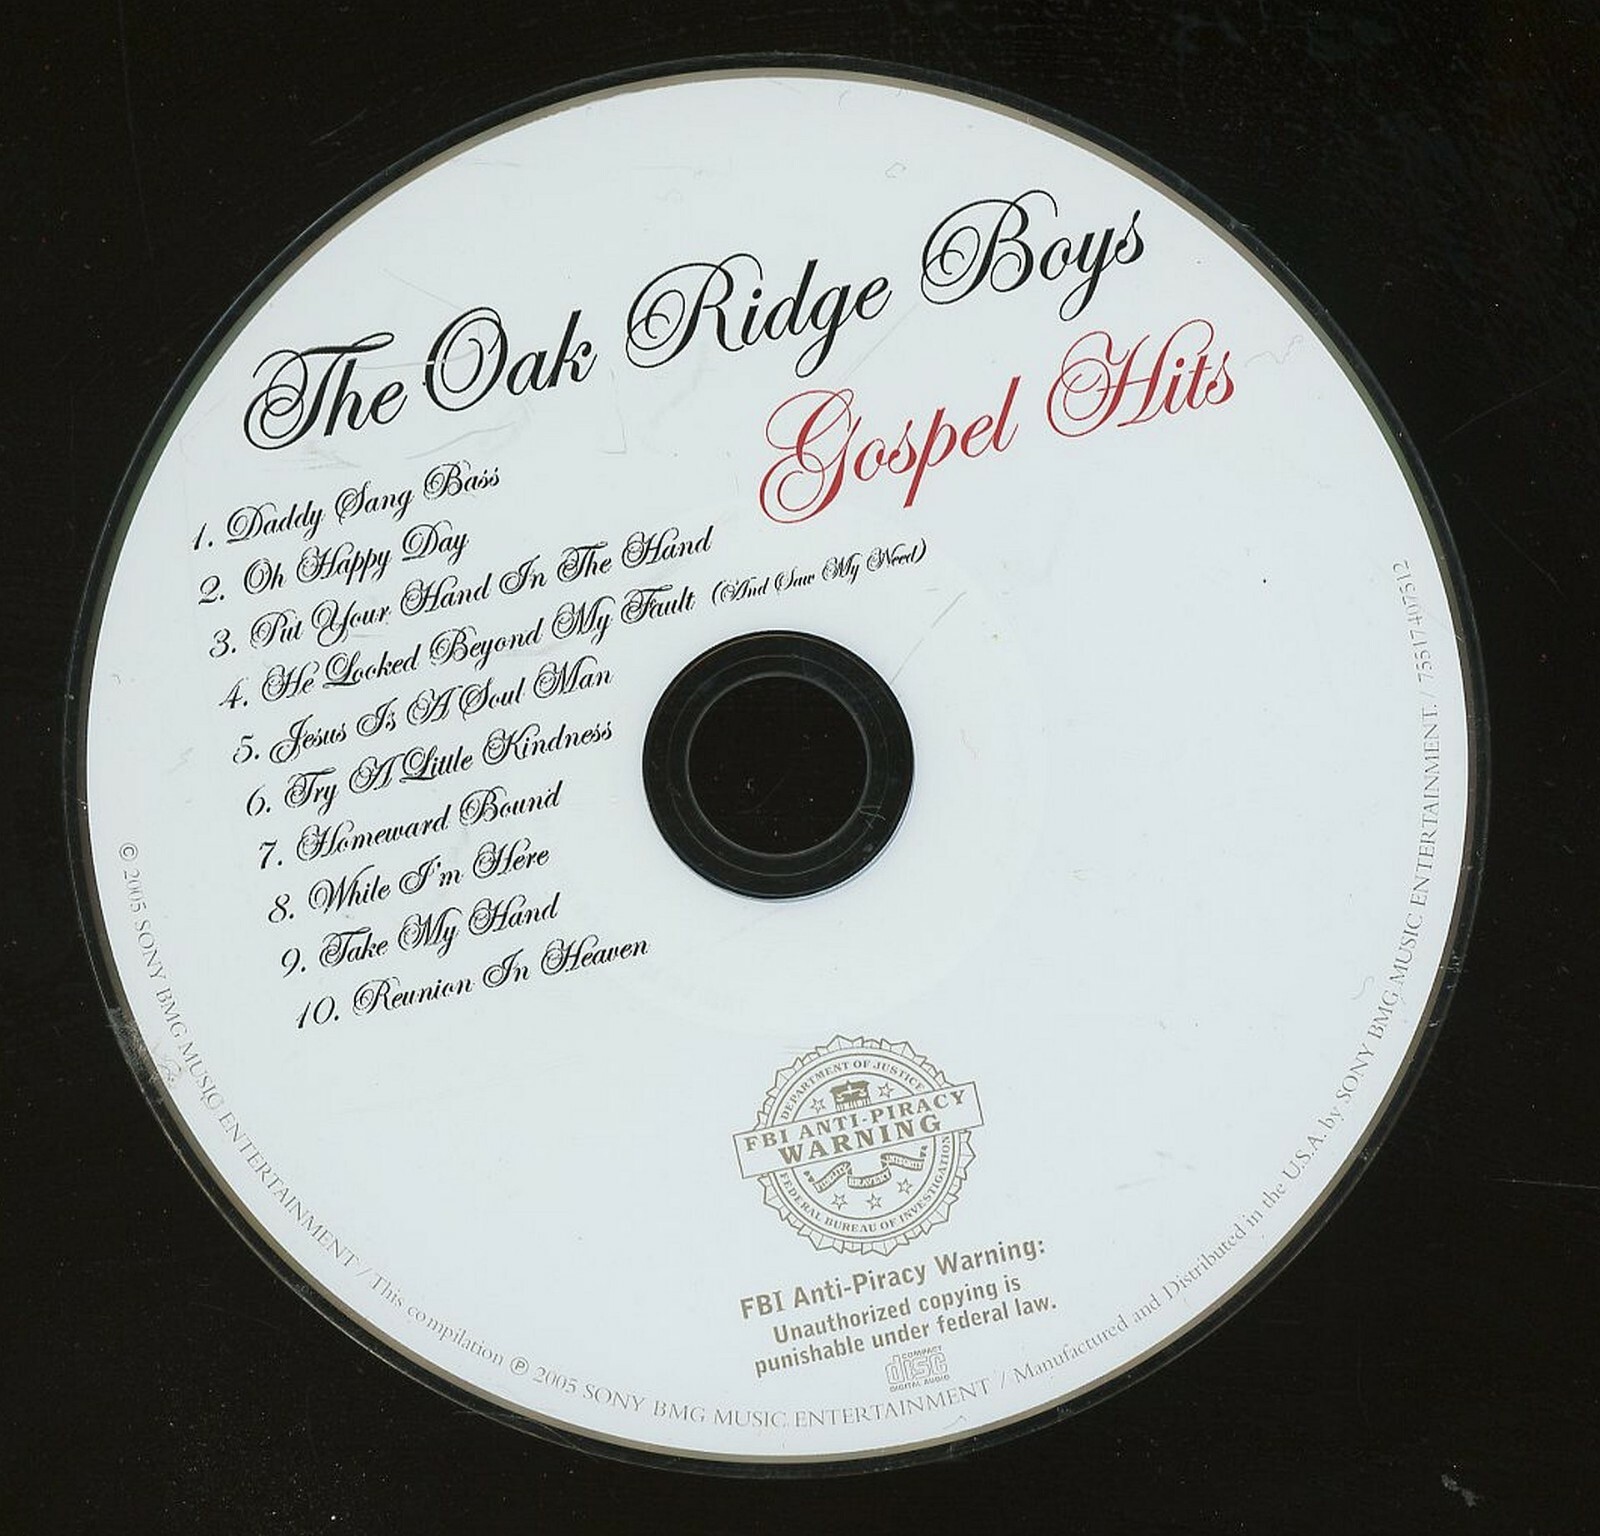 The Oak Ridge Boys
Gospel Hits
1. Daddy Sang Bass
2. Oh Happy Day
3. Put Your Hand In The Hand
4. He Looked Beyond My Fault (And Saw My Need)
5. Jesus Is A Soul Man
6. Try A Little Kindness
7. Homeward Bound
8. While I'm Here
9. Take My Hand
10. Reunion In Heaven
DEPARTMENT OF JUSTICE
FBI ANTI-PIRACY
WARNING
FIDELITY BRAVERY INTEGRITY
FEDERAL BUREAU OF INVESTIGATION
FBI Anti-Piracy Warning:
Unauthorized copying is
punishable under federal law.
COMPACT
disc
DIGITAL AUDIO
© 2005 SONY BMG MUSIC ENTERTAINMENT / This compilation ℗ 2005 SONY BMG MUSIC ENTERTAINMENT / Manufactured and Distributed in the U.S.A. by SONY BMG MUSIC ENTERTAINMENT. / 75517407512